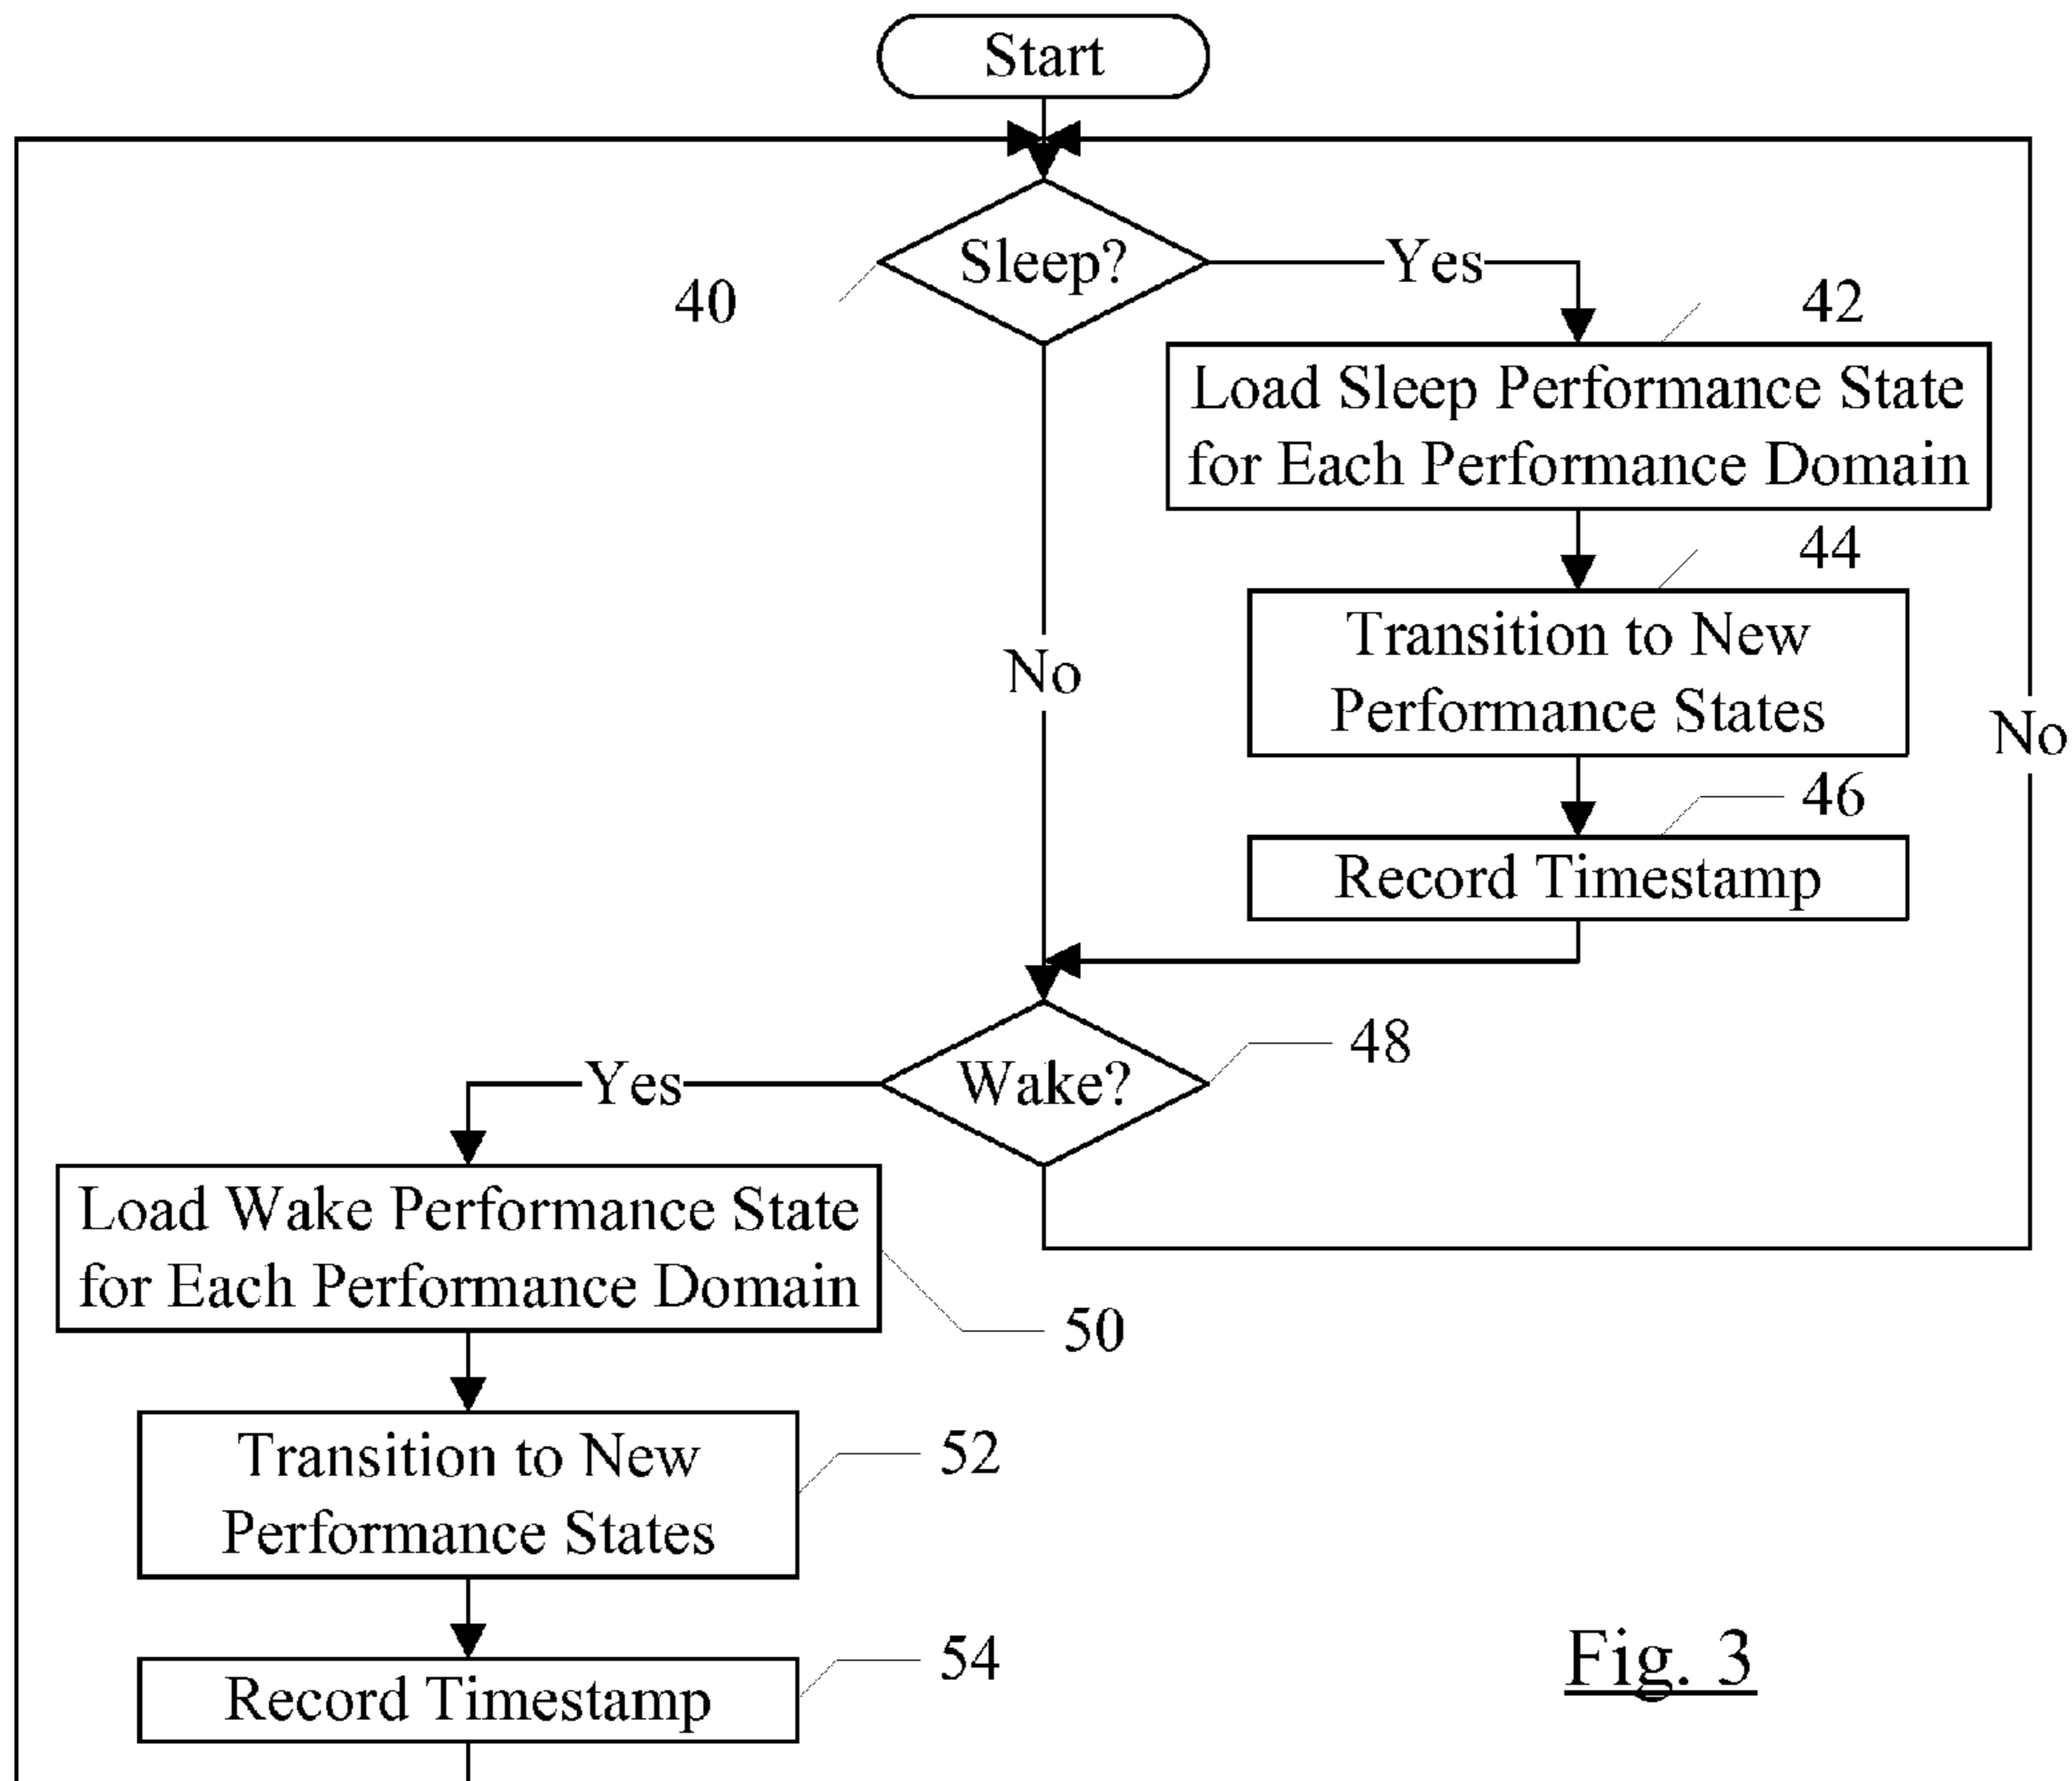 Start
Sleep?
Yes
40
42
Load Sleep Performance State
for Each Performance Domain
44
Transition to New
Performance States
No
No
46
Record Timestamp
48
Wake?
Yes
Load Wake Performance State
for Each Performance Domain
50
Transition to New
Performance States
52
54
Record Timestamp
Fig. 3